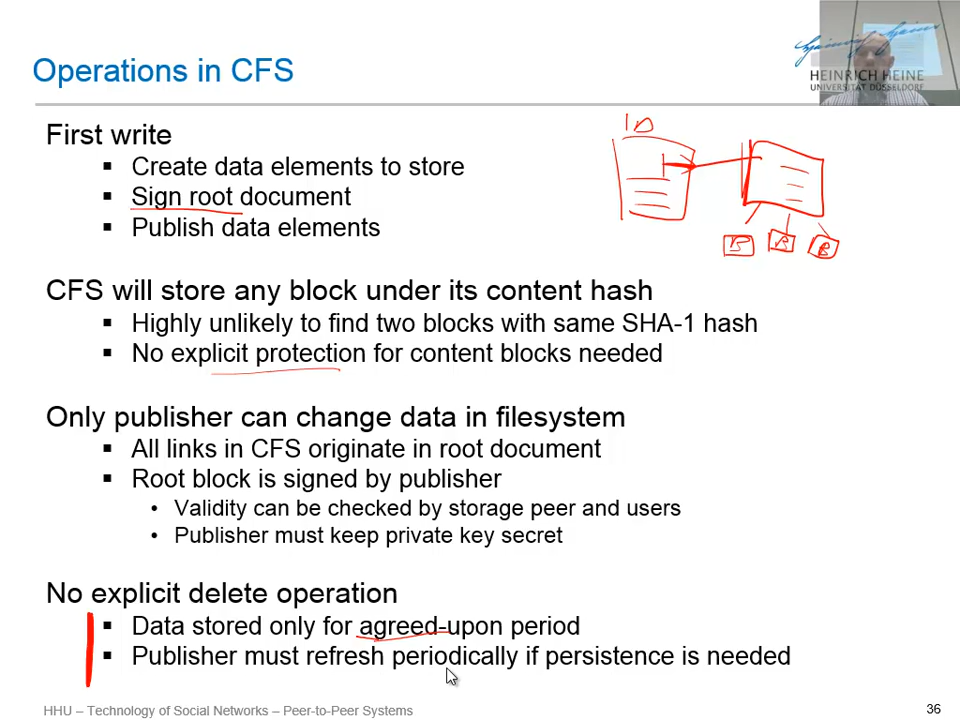 Operations in CFS
HEINRICH HEINE
UNIVERSITÄT DÜSSELDORF
First write
▪ Create data elements to store
▪ Sign root document
▪ Publish data elements
ID
B B B
CFS will store any block under its content hash
▪ Highly unlikely to find two blocks with same SHA-1 hash
▪ No explicit protection for content blocks needed
Only publisher can change data in filesystem
▪ All links in CFS originate in root document
▪ Root block is signed by publisher
• Validity can be checked by storage peer and users
• Publisher must keep private key secret
No explicit delete operation
▪ Data stored only for agreed-upon period
▪ Publisher must refresh periodically if persistence is needed
HHU – Technology of Social Networks – Peer-to-Peer Systems
36